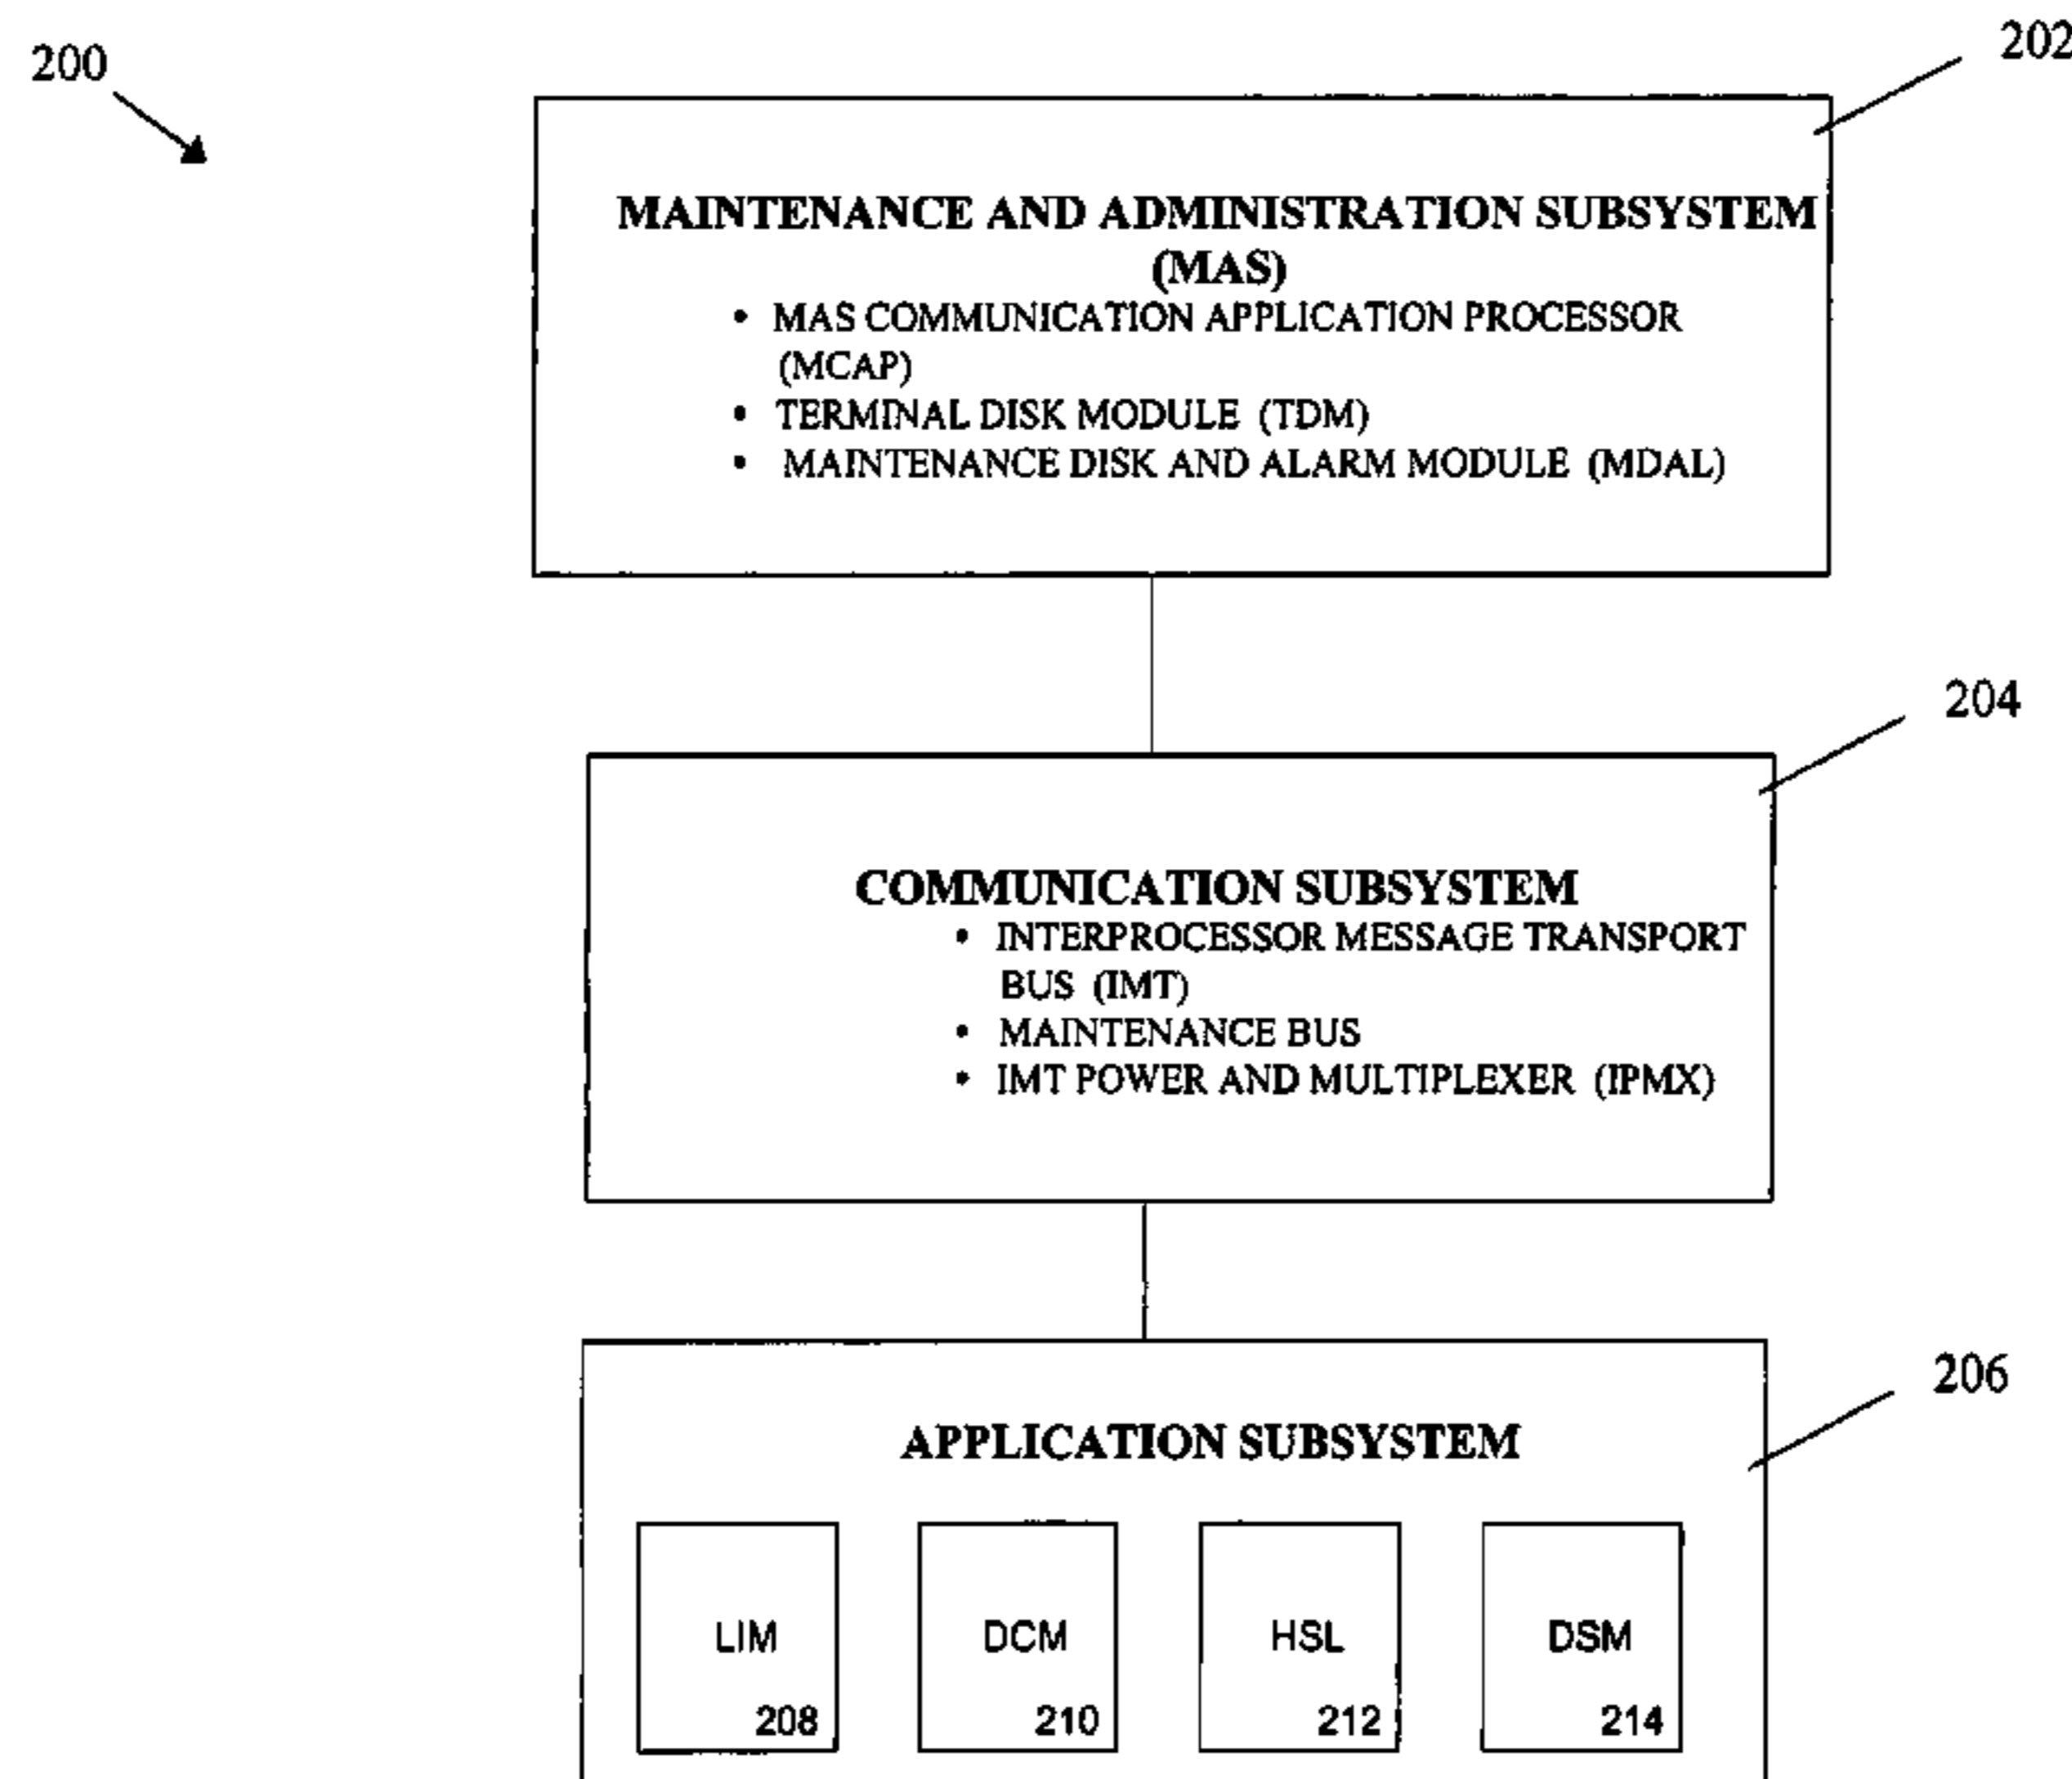 200
202
MAINTENANCE AND ADMINISTRATION SUBSYSTEM
(MAS)
• MAS COMMUNICATION APPLICATION PROCESSOR
(MCAP)
• TERMINAL DISK MODULE (TDM)
• MAINTENANCE DISK AND ALARM MODULE (MDAL)
204
COMMUNICATION SUBSYSTEM
• INTERPROCESSOR MESSAGE TRANSPORT
BUS (IMT)
• MAINTENANCE BUS
• IMT POWER AND MULTIPLEXER (IPMX)
206
APPLICATION SUBSYSTEM
LIM DCM HSL DSM
208 210 212 214